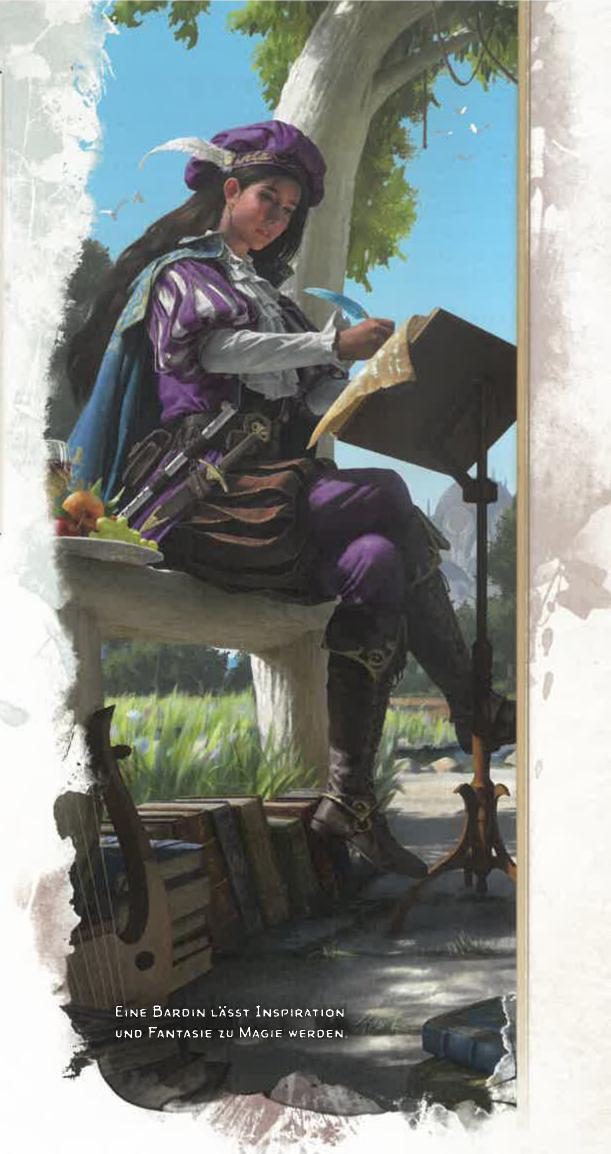 Eine Bardin lässt Inspiration
und Fantasie zu Magie werden.